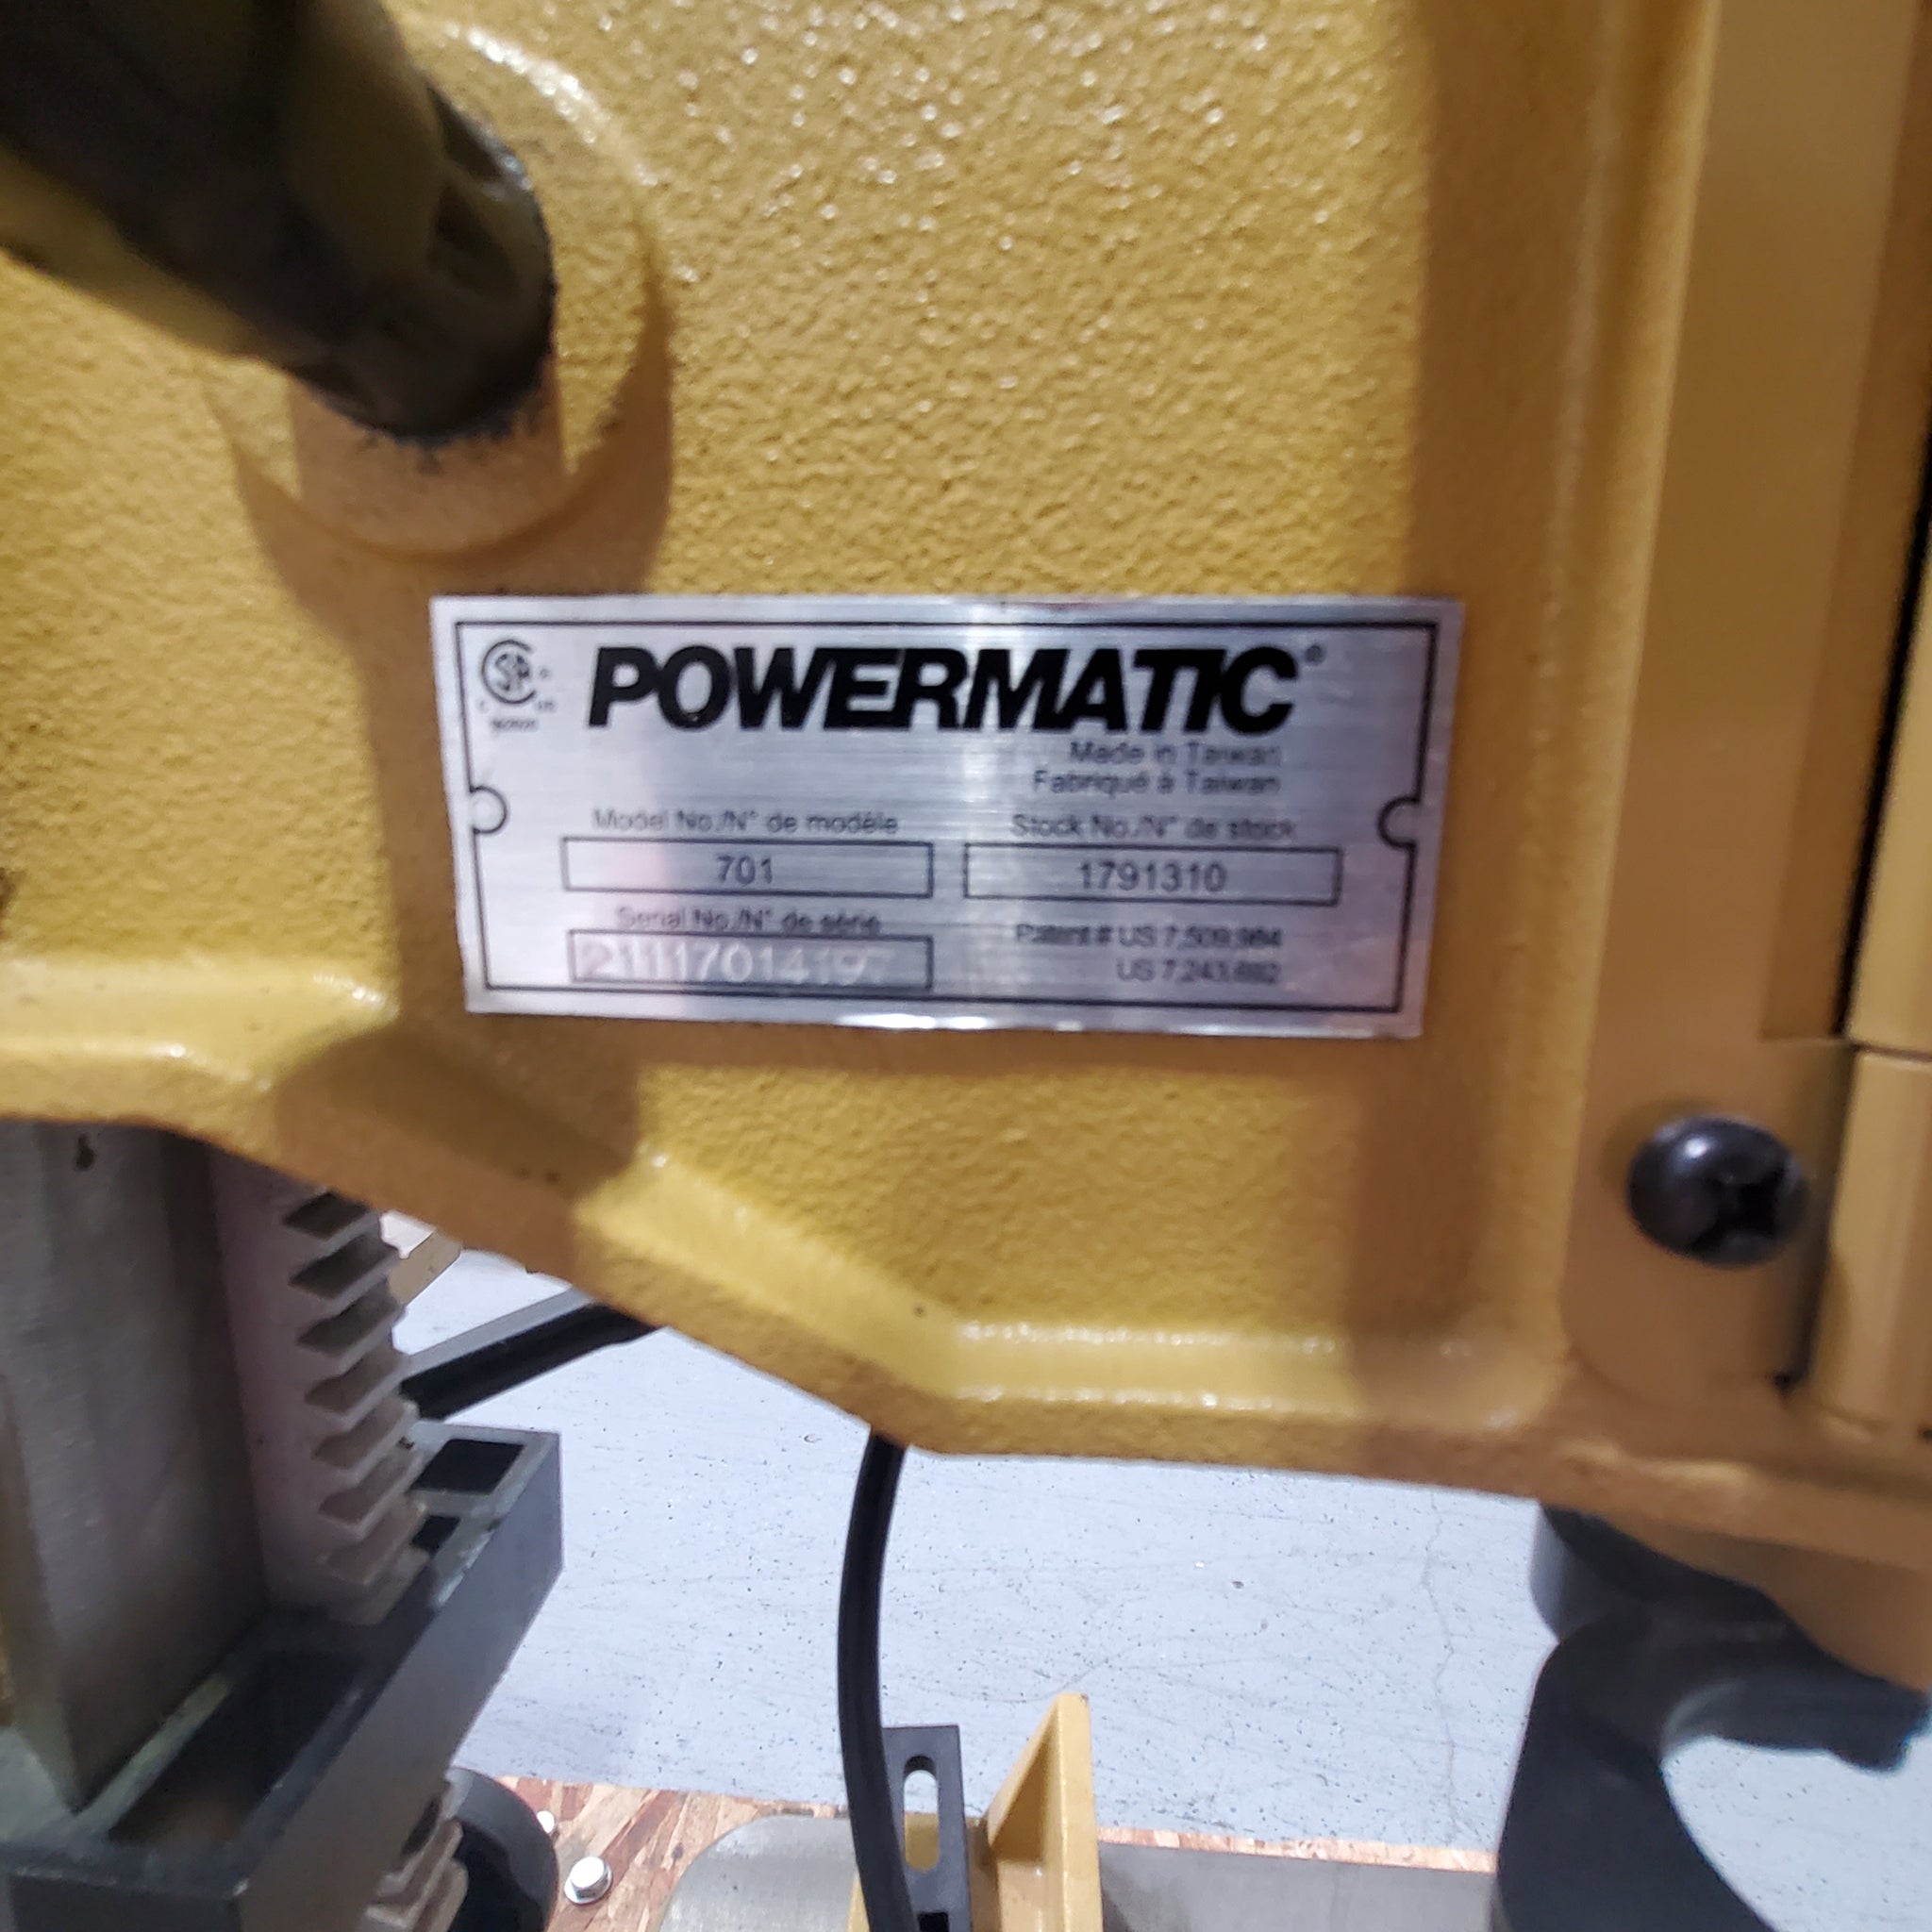 POWERMATIC®
Made in Taiwan
Fabriqué à Taiwan
Model No./N° de modèle
Stock No./N° de stock
701
1791310
Serial No./N° de série
21117014197
Patent # US 7,509,984
US 7,243,692